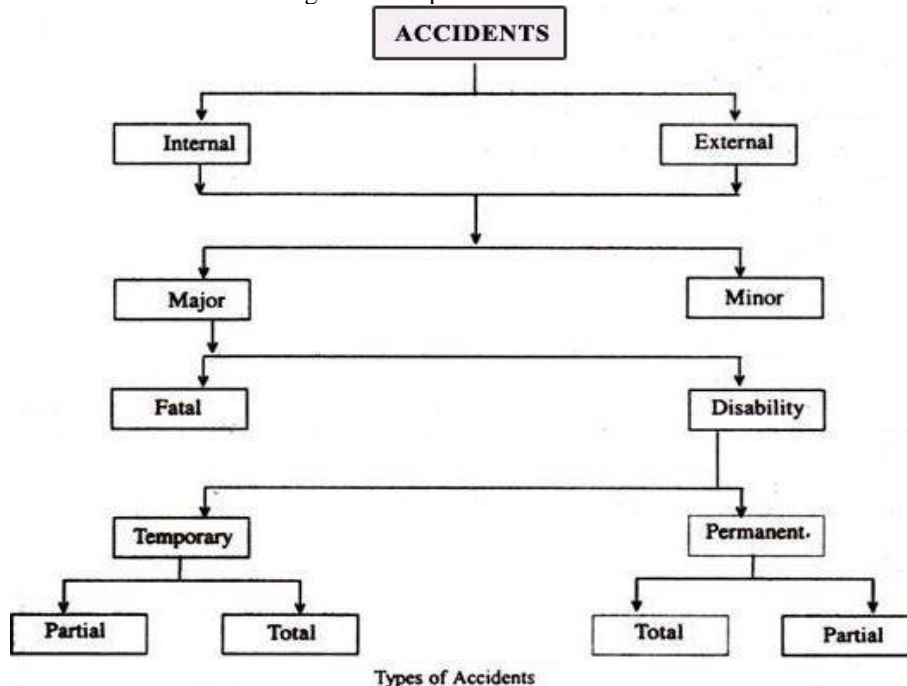 ACCIDENTS
Internal
External
Major
Minor
Fatal
Disability
Temporary
Permanent.
Partial
Total
Total
Partial
Types of Accidents